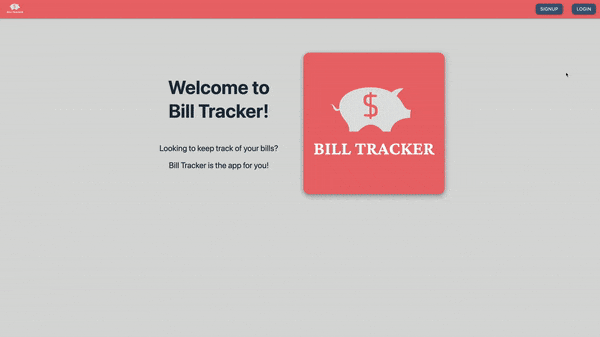 SIGNUP
LOGIN
Welcome to
Bill Tracker!
Looking to keep track of your bills?
Bill Tracker is the app for you!
$
BILL TRACKER